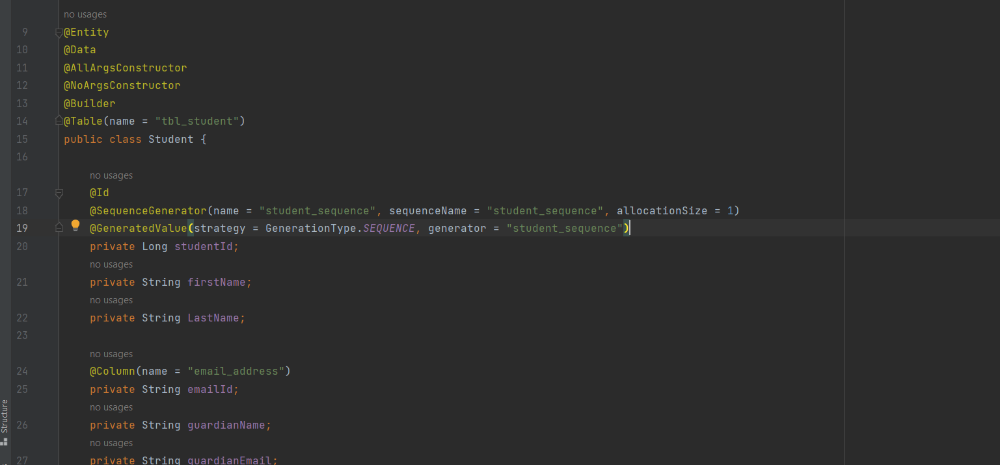 no usages
9 @Entity
10 @Data
11 @AllArgsConstructor
12 @NoArgsConstructor
13 @Builder
14 @Table(name = "tbl_student")
15 public class Student {
16
no usages
17 @Id
18 @SequenceGenerator(name = "student_sequence", sequenceName = "student_sequence", allocationSize = 1)
19 @GeneratedValue(strategy = GenerationType.SEQUENCE, generator = "student_sequence")
20 private Long studentId;
no usages
21 private String firstName;
no usages
22 private String LastName;
23
no usages
24 @Column(name = "email_address")
25 private String emailId;
no usages
26 private String guardianName;
no usages
27 private String guardianEmail;
Structure